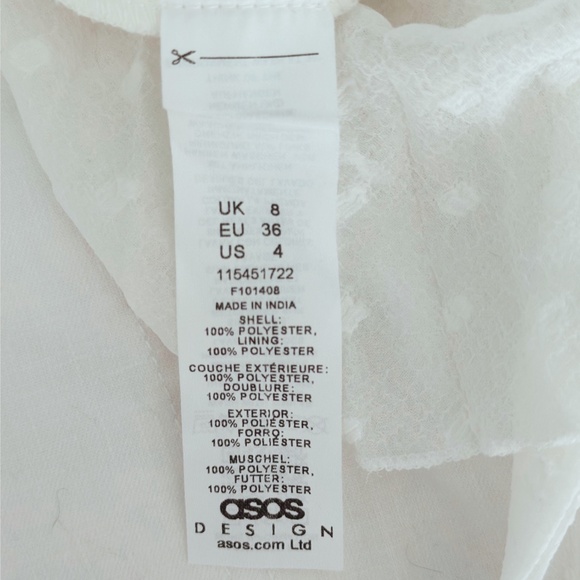 UK 8
EU 36
US 4
115451722
F101408
MADE IN INDIA
SHELL:
100% POLYESTER,
LINING:
100% POLYESTER
COUCHE EXTÉRIEURE:
100% POLYESTER,
DOUBLURE:
100% POLYESTER
EXTERIOR:
100% POLIÉSTER,
FORRO:
100% POLIÉSTER
MUSCHEL:
100% POLYESTER,
FUTTER:
100% POLYESTER
asos
DESIGN
asos.com Ltd